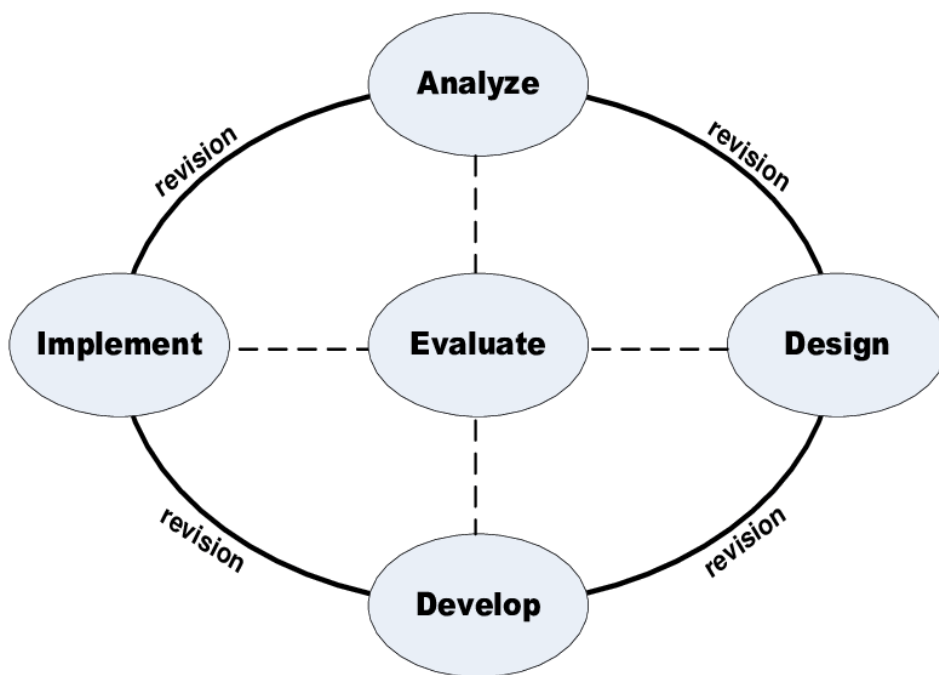 Analyze
revision
revision
Implement
Evaluate
Design
revision
revision
Develop